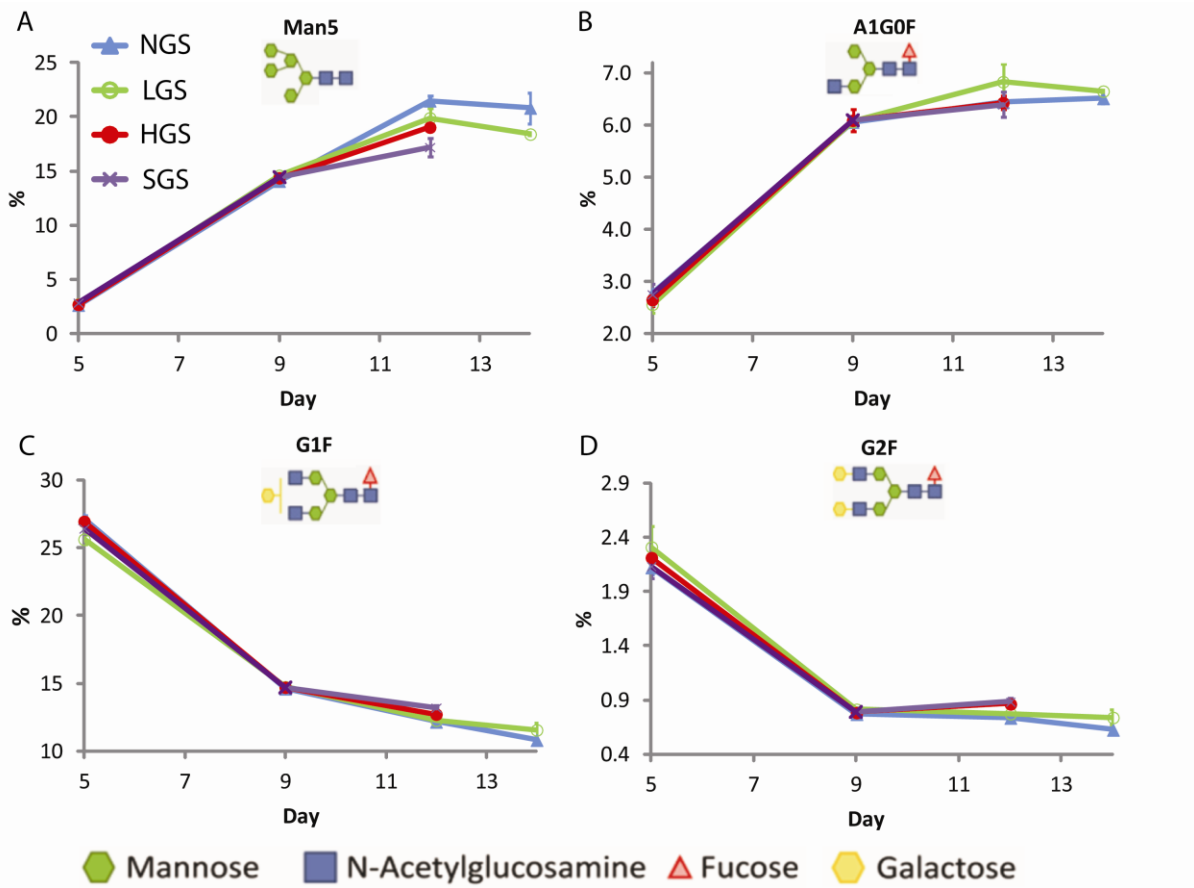 A
Man5
NGS
LGS
HGS
SGS
25
20
15
10
5
0
%
5 7 9 11 13
Day
B
A1G0F
7.0
6.0
5.0
4.0
3.0
2.0
%
5 7 9 11 13
Day
C
G1F
30
25
20
15
10
%
5 7 9 11 13
Day
D
G2F
2.9
2.4
1.9
1.4
0.9
0.4
%
5 7 9 11 13
Day
Mannose N-Acetylglucosamine Fucose Galactose